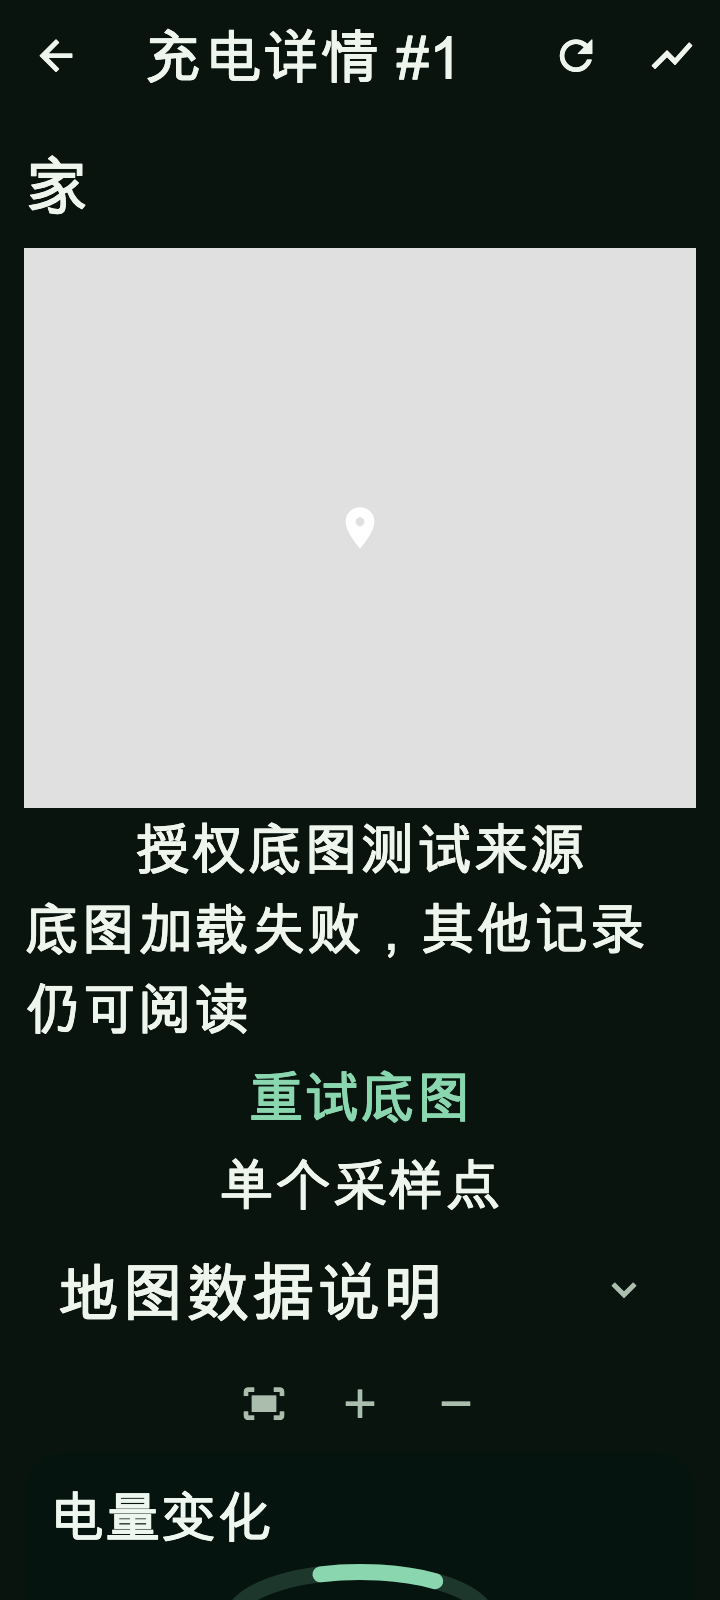 充电详情 #1
家
授权底图测试来源
底图加载失败，其他记录
仍可阅读
重试底图
单个采样点
地图数据说明
电量变化